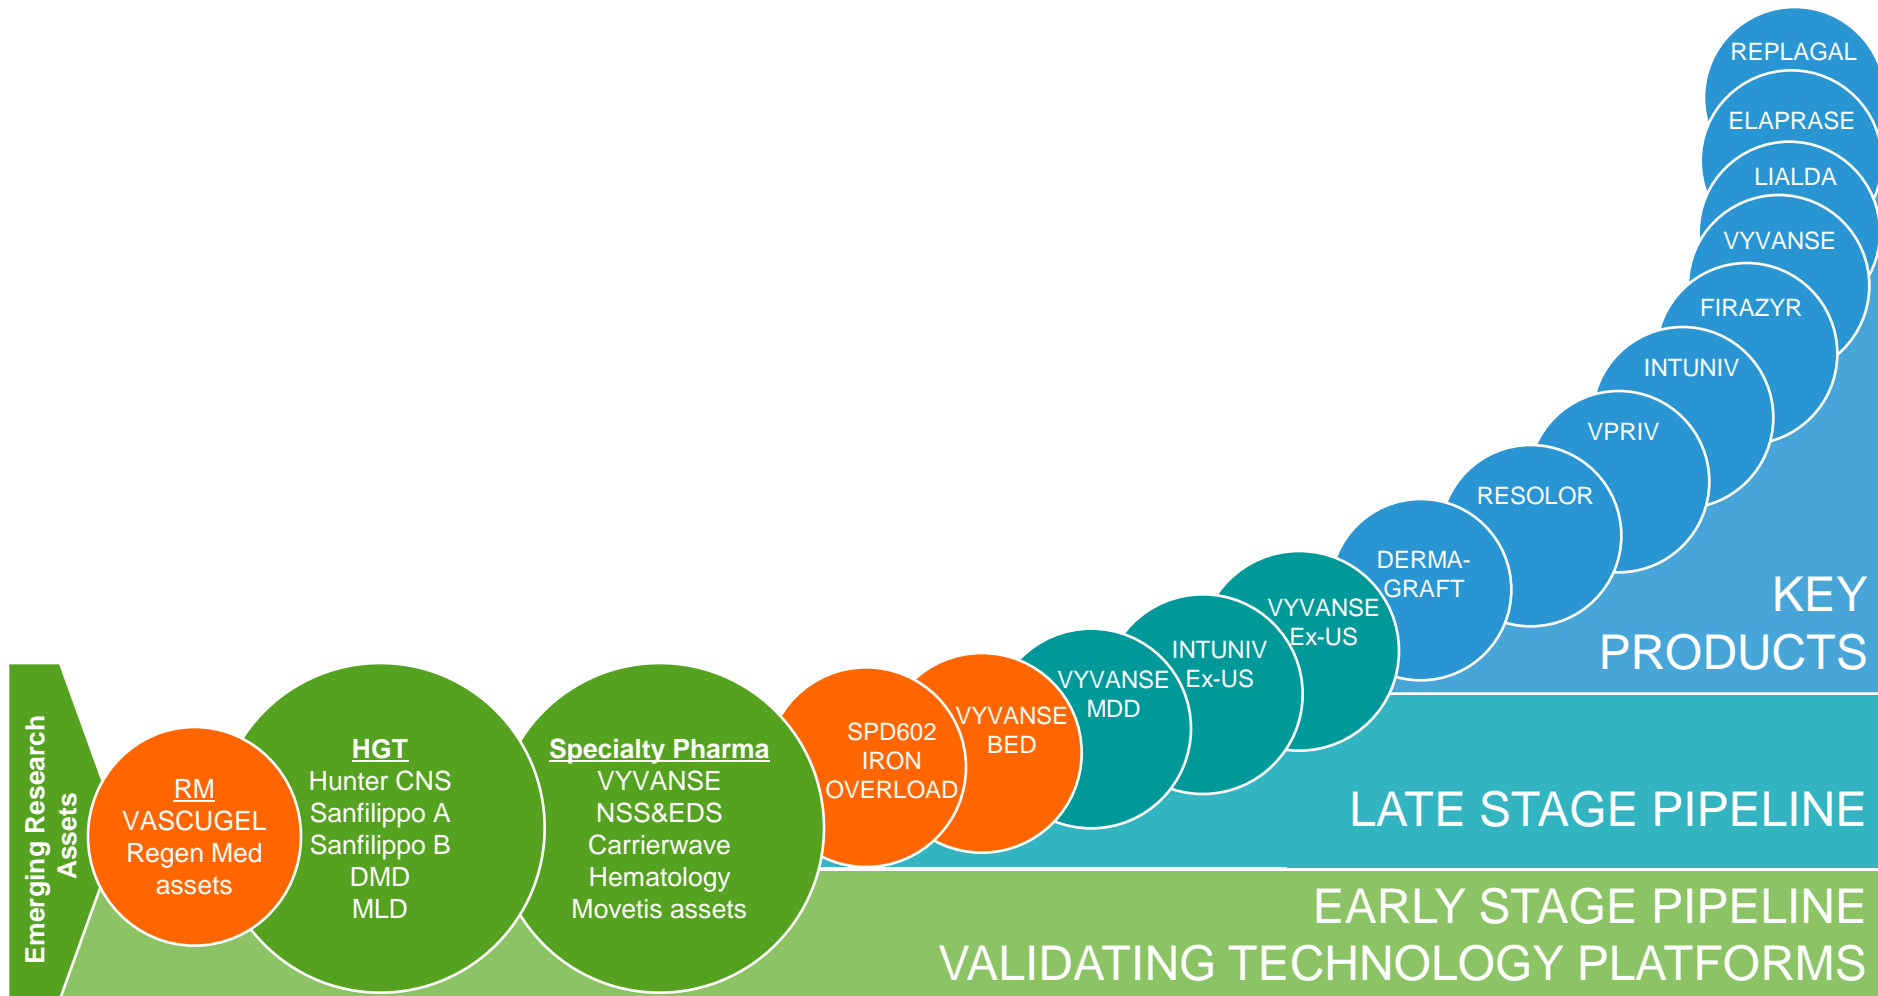 REPLAGAL
ELAPRASE
LIALDA
VYVANSE
FIRAZYR
INTUNIV
VPRIV
RESOLOR
DERMA-
GRAFT
KEY
PRODUCTS
VYVANSE
Ex-US
INTUNIV
Ex-US
VYVANSE
MDD
VYVANSE
BED
SPD602
IRON
OVERLOAD
LATE STAGE PIPELINE
Specialty Pharma
VYVANSE
NSS&EDS
Carrierwave
Hematology
Movetis assets
HGT
Hunter CNS
Sanfilippo A
Sanfilippo B
DMD
MLD
RM
VASCUGEL
Regen Med
assets
Emerging Research
Assets
EARLY STAGE PIPELINE
VALIDATING TECHNOLOGY PLATFORMS